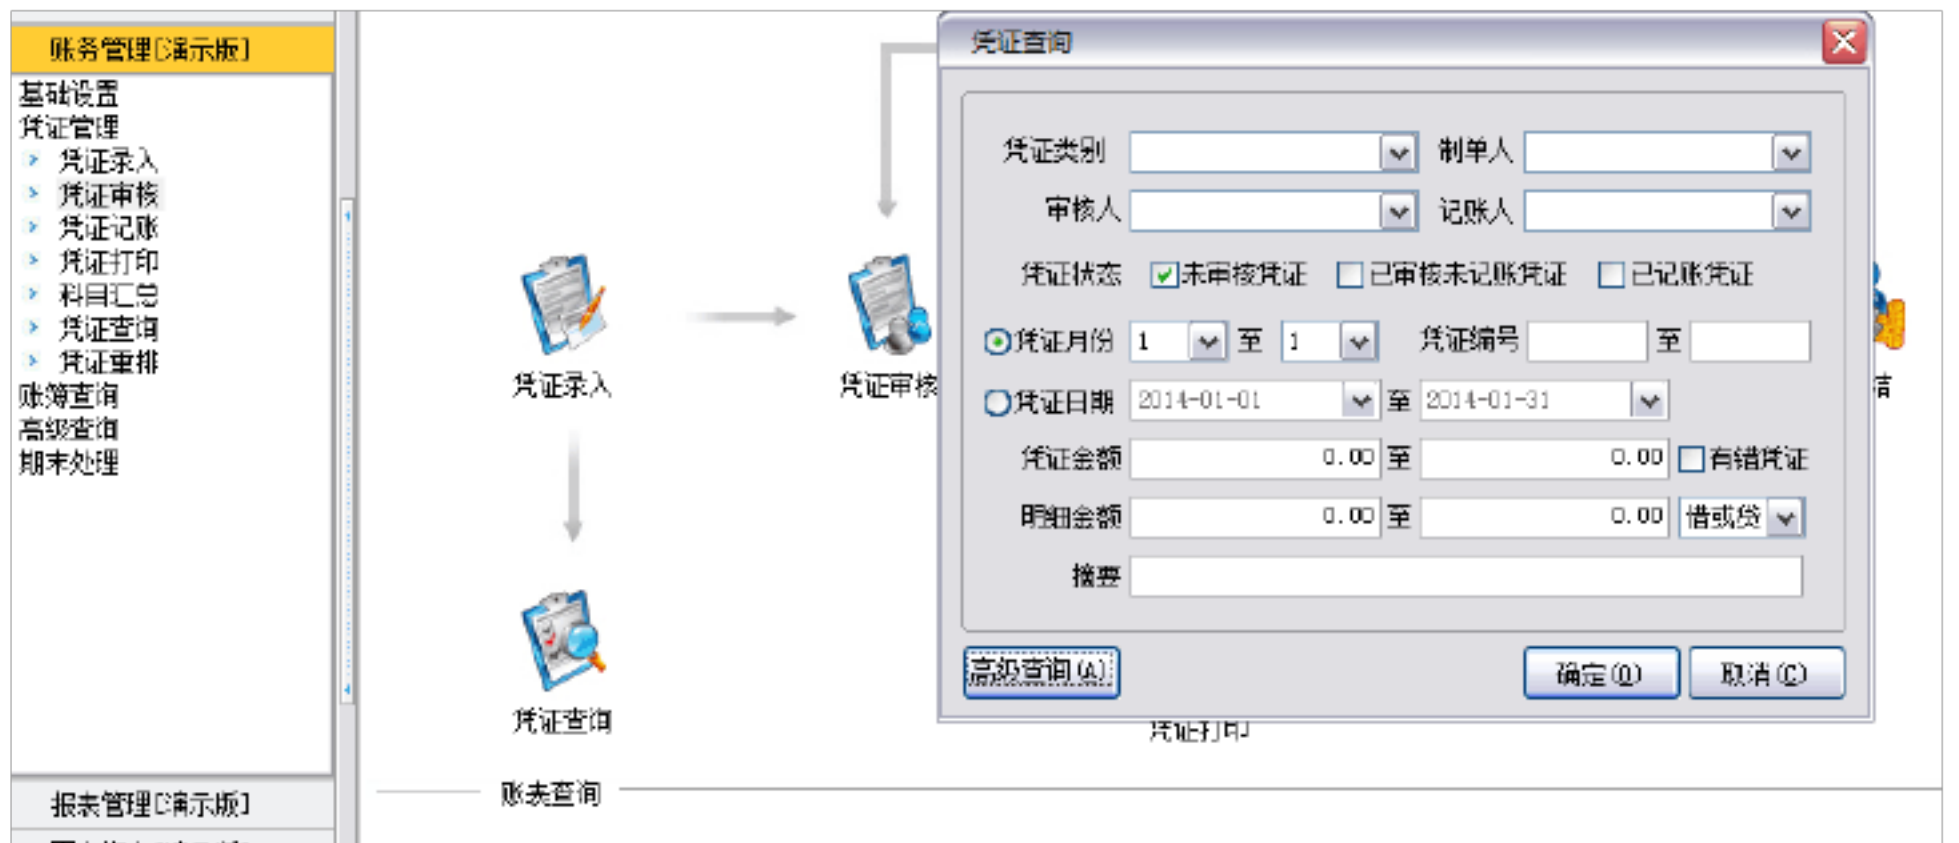 账务管理[演示版]
基础设置
凭证管理
凭证录入
凭证审核
凭证记账
凭证打印
科目汇总
凭证查询
凭证重排
账簿查询
高级查询
期末处理
报表管理[演示版]
凭证录入
凭证审核
凭证查询
凭证打印
结
账表查询
凭证查询
凭证类别 制单人
审核人 记账人
凭证状态 未审核凭证 已审核未记账凭证 已记账凭证
凭证月份 1 至 1 凭证编号 至
凭证日期 2014-01-01 至 2014-01-31
凭证金额 0.00 至 0.00 有错凭证
明细金额 0.00 至 0.00 借或贷
摘要
高级查询(A) 确定(O) 取消(C)